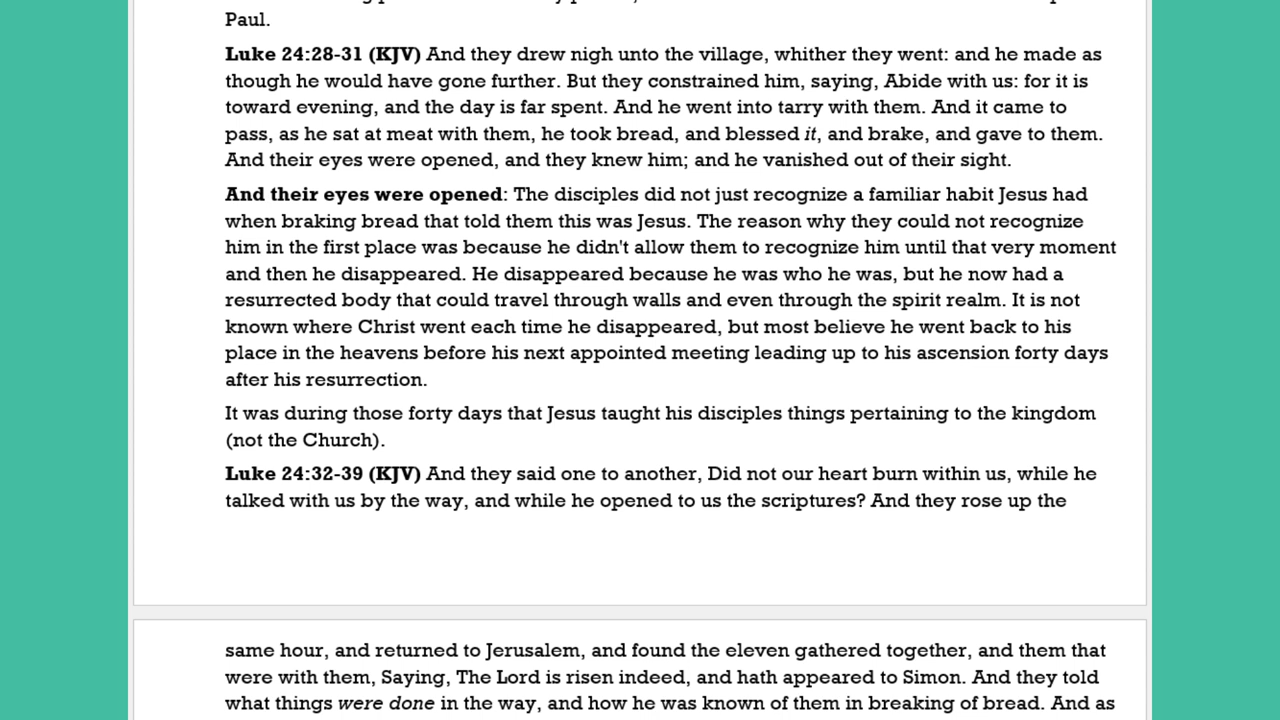 Paul.
Luke 24:28-31 (KJV) And they drew nigh unto the village, whither they went: and he made as
though he would have gone further. But they constrained him, saying, Abide with us: for it is
toward evening, and the day is far spent. And he went into tarry with them. And it came to
pass, as he sat at meat with them, he took bread, and blessed it, and brake, and gave to them.
And their eyes were opened, and they knew him; and he vanished out of their sight.
And their eyes were opened: The disciples did not just recognize a familiar habit Jesus had
when braking bread that told them this was Jesus. The reason why they could not recognize
him in the first place was because he didn't allow them to recognize him until that very moment
and then he disappeared. He disappeared because he was who he was, but he now had a
resurrected body that could travel through walls and even through the spirit realm. It is not
known where Christ went each time he disappeared, but most believe he went back to his
place in the heavens before his next appointed meeting leading up to his ascension forty days
after his resurrection.
It was during those forty days that Jesus taught his disciples things pertaining to the kingdom
(not the Church).
Luke 24:32-39 (KJV) And they said one to another, Did not our heart burn within us, while he
talked with us by the way, and while he opened to us the scriptures? And they rose up the
same hour, and returned to Jerusalem, and found the eleven gathered together, and them that
were with them, Saying, The Lord is risen indeed, and hath appeared to Simon. And they told
what things were done in the way, and how he was known of them in breaking of bread. And as